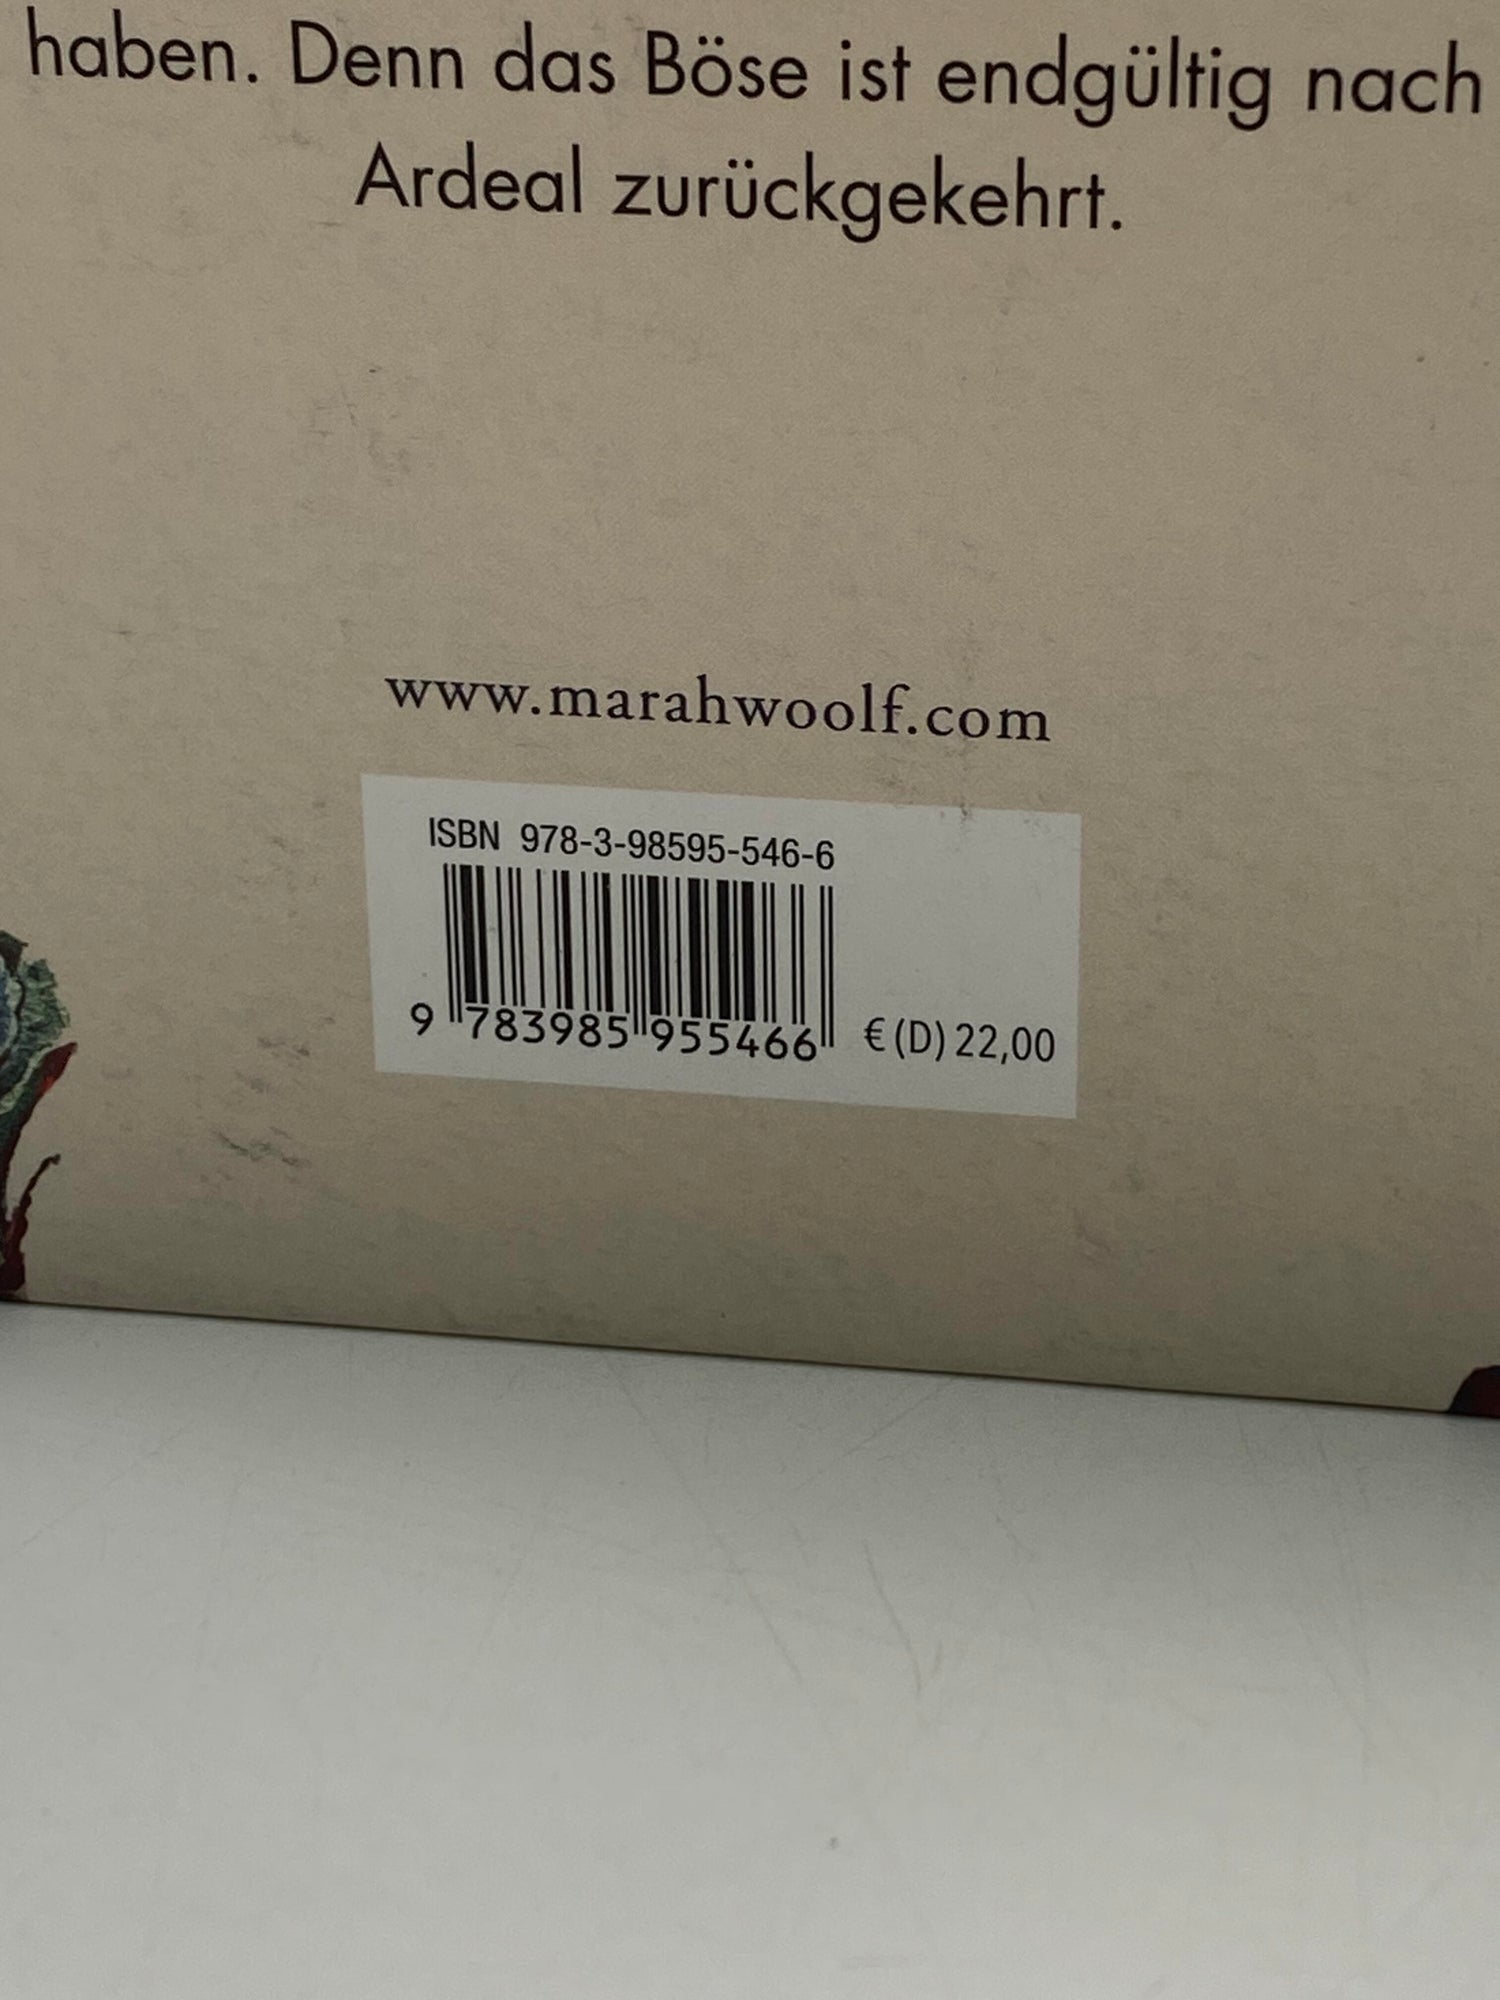 haben. Denn das Böse ist endgültig nach
Ardeal zurückgekehrt.
www.marahwoolf.com
ISBN 978-3-98595-546-6
9 783985 955466 € (D) 22,00